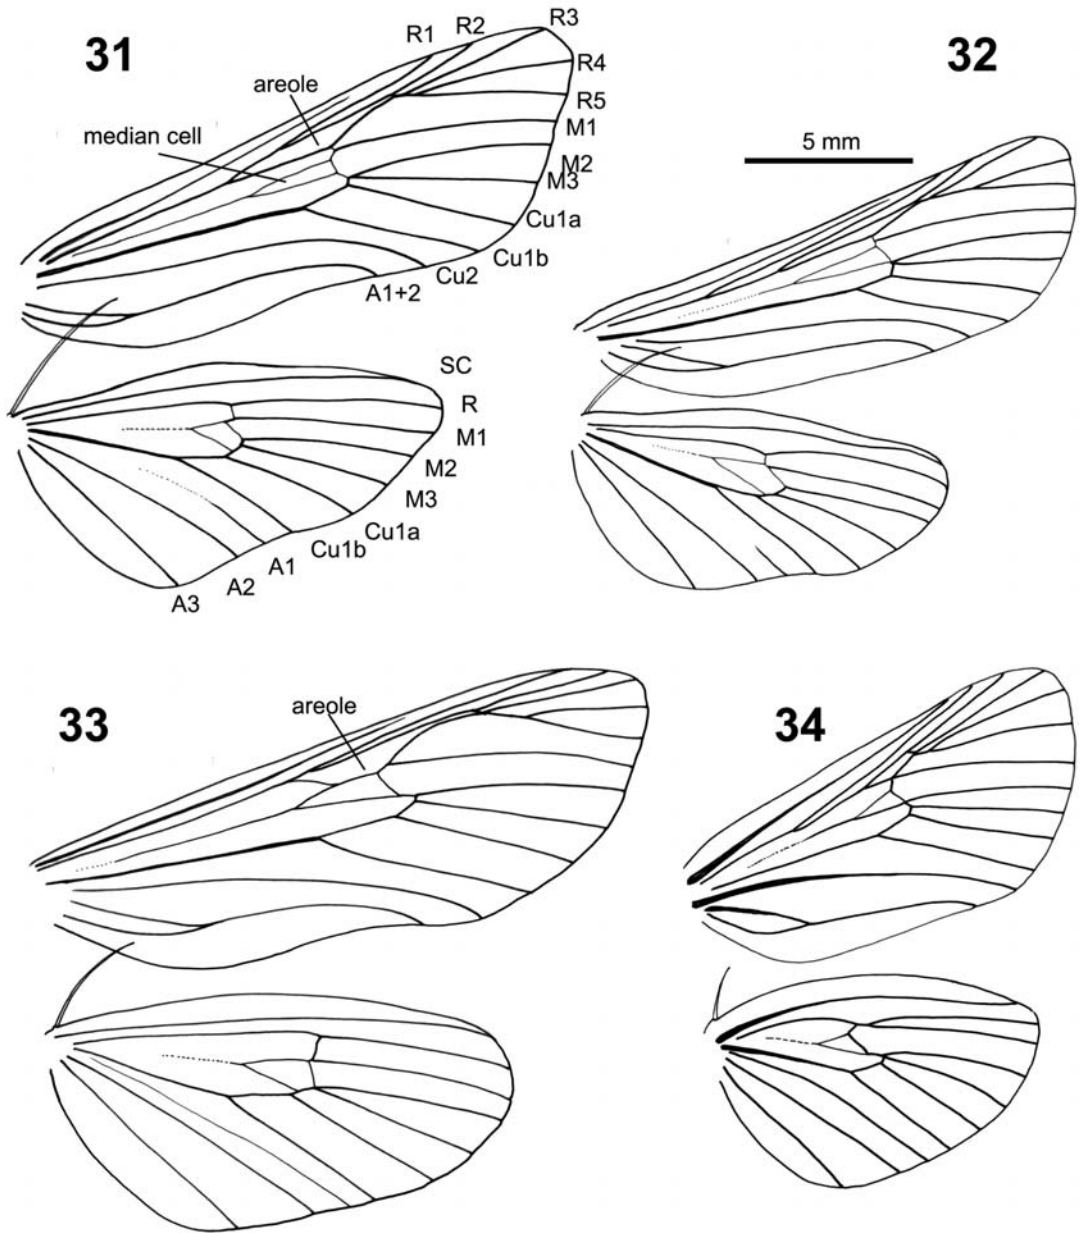 31
areole
median cell
R1
R2
R3
R4
R5
M1
M2
M3
Cu1a
Cu1b
Cu2
A1+2
SC
R
M1
M2
M3
Cu1a
Cu1b
A1
A2
A3
32
5 mm
33
areole
34